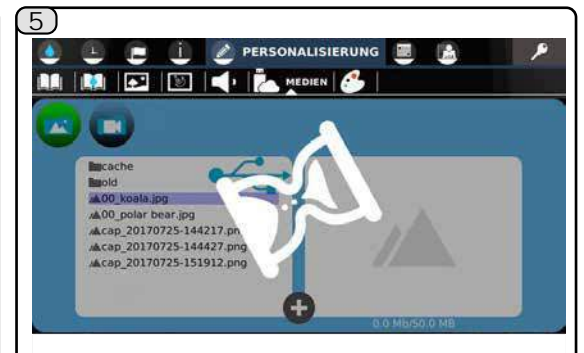 5
PERSONALISIERUNG
MEDIEN
cache
old
00_koala.jpg
00_polar bear.jpg
cap_20170725-144217.pn
cap_20170725-144427.png
cap_20170725-151912.png
0.0 Mb/50.0 MB